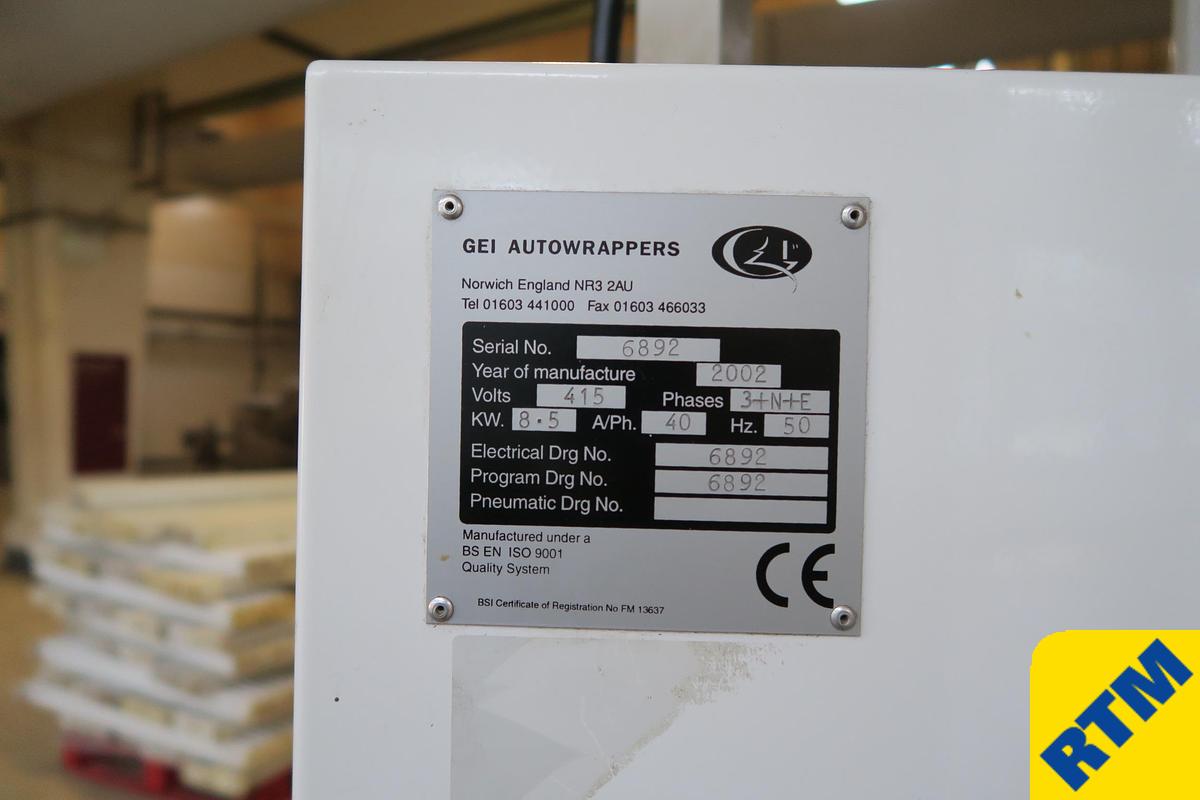 GEI AUTOWRAPPERS
GEI
Norwich England NR3 2AU
Tel 01603 441000 Fax 01603 466033
Serial No. 6892
Year of manufacture 2002
Volts 415 Phases 3+N+E
KW. 8.5 A/Ph. 40 Hz. 50
Electrical Drg No. 6892
Program Drg No. 6892
Pneumatic Drg No.
Manufactured under a
BS EN ISO 9001
Quality System
CE
BSI Certificate of Registration No FM 13637
RTM